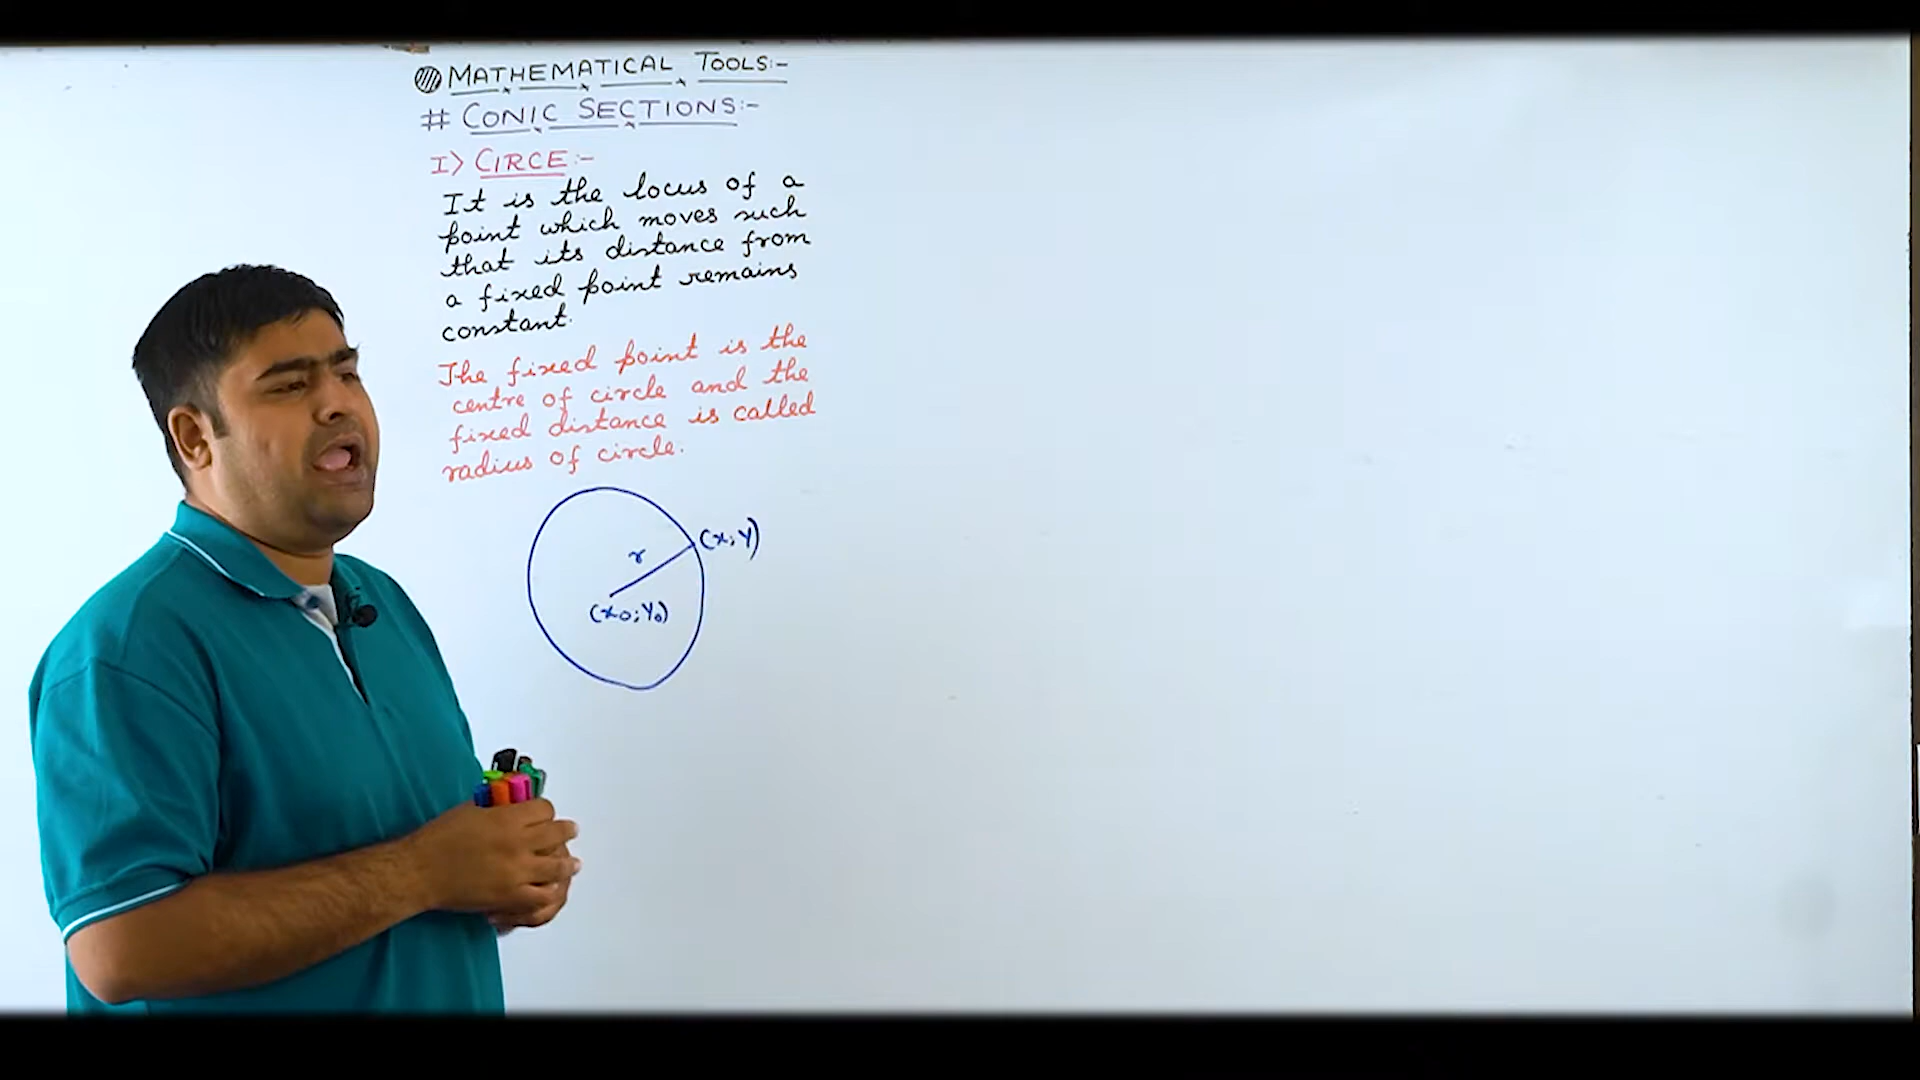 MATHEMATICAL TOOLS:-
# CONIC SECTIONS:-
I> CIRCE:-
It is the locus of a
point which moves such
that its distance from
a fixed point remains
constant.
The fixed point is the
centre of circle and the
fixed distance is called
radius of circle.
(x; y)
r
(x0; y0)